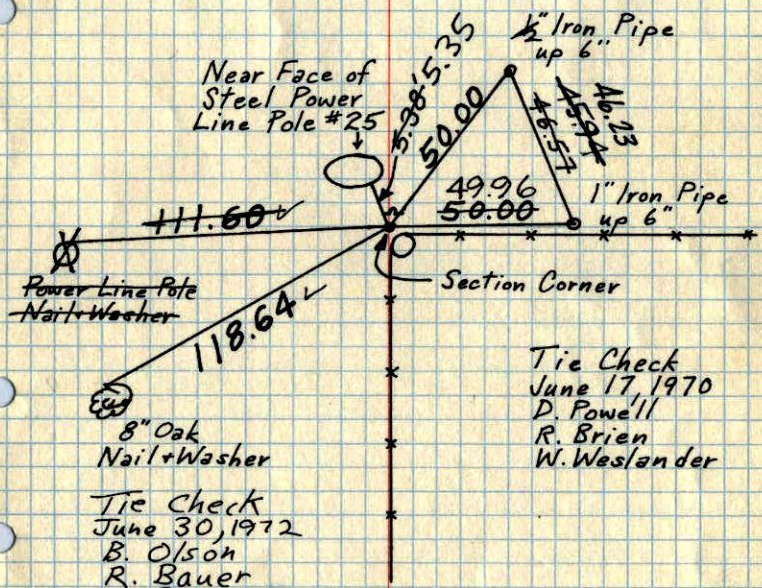 ½" Iron Pipe
up 6"
Near Face of
Steel Power
Line Pole #25
5.38' 5.35
50.00
46.57
45.94
46.23
49.96
50.00
1" Iron Pipe
up 6"
111.60 ✓
Power Line Pole
Nail+Washer
Section Corner
118.64 ✓
8" Oak
Nail+Washer
Tie Check
June 17, 1970
D. Powell
R. Brien
W. Weslander
Tie Check
June 30, 1972
B. Olson
R. Bauer